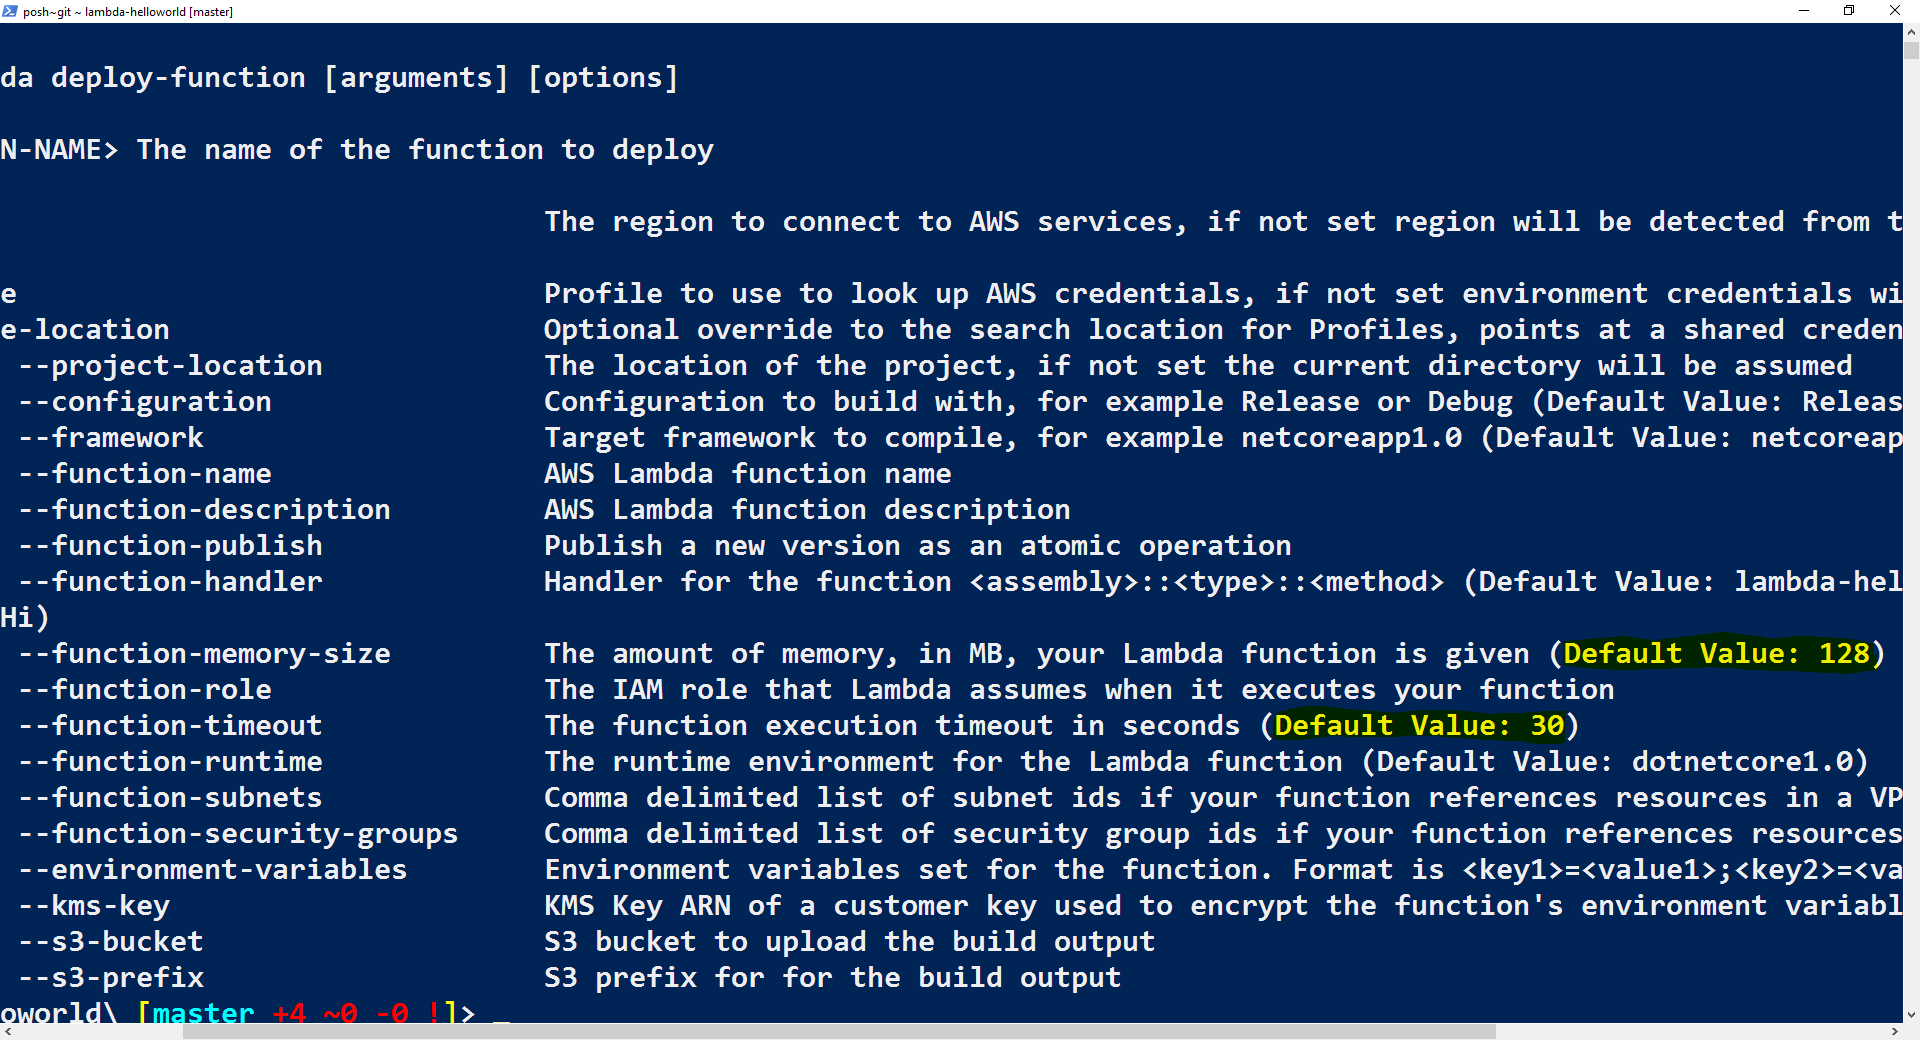 posh~git ~ lambda-helloworld [master]
da deploy-function [arguments] [options]
N-NAME> The name of the function to deploy
The region to connect to AWS services, if not set region will be detected from t
e Profile to use to look up AWS credentials, if not set environment credentials wi
e-location Optional override to the search location for Profiles, points at a shared creden
--project-location The location of the project, if not set the current directory will be assumed
--configuration Configuration to build with, for example Release or Debug (Default Value: Releas
--framework Target framework to compile, for example netcoreapp1.0 (Default Value: netcoreap
--function-name AWS Lambda function name
--function-description AWS Lambda function description
--function-publish Publish a new version as an atomic operation
--function-handler Handler for the function <assembly>::<type>::<method> (Default Value: lambda-hel
Hi)
--function-memory-size The amount of memory, in MB, your Lambda function is given (Default Value: 128)
--function-role The IAM role that Lambda assumes when it executes your function
--function-timeout The function execution timeout in seconds (Default Value: 30)
--function-runtime The runtime environment for the Lambda function (Default Value: dotnetcore1.0)
--function-subnets Comma delimited list of subnet ids if your function references resources in a VP
--function-security-groups Comma delimited list of security group ids if your function references resources
--environment-variables Environment variables set for the function. Format is <key1>=<value1>;<key2>=<va
--kms-key KMS Key ARN of a customer key used to encrypt the function's environment variabl
--s3-bucket S3 bucket to upload the build output
--s3-prefix S3 prefix for for the build output
oworld\ [master +4 ~0 -0 !]> _